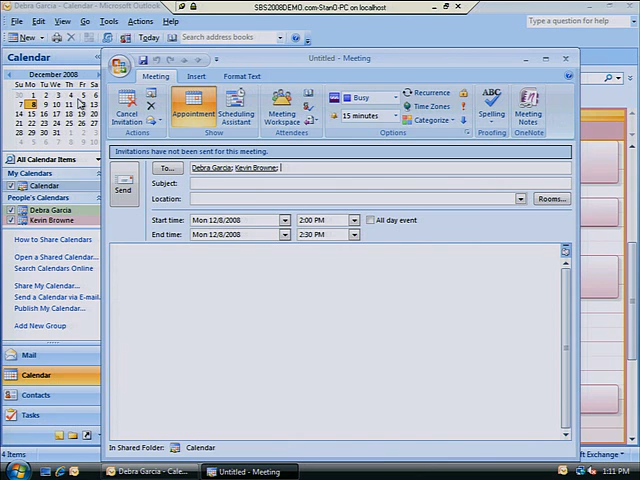 Debra Garcia - Calendar - Microsoft Outlook
SBS2008DEMO.com-Stan0-PC on localhost
File Edit View Go Tools Actions Help
Type a question for help
New Today Search address books
Calendar
Untitled - Meeting
December 2008
Su Mo Tu We Th Fr Sa
30 1 2 3 4 5 6
7 8 9 10 11 12 13
14 15 16 17 18 19 20
21 22 23 24 25 26 27
28 29 30 31 1 2 3
Meeting Insert Format Text
Cancel Invitation
Appointment
Scheduling Assistant
Meeting Workspace
Busy
15 minutes
Recurrence
Time Zones
Categorize
ABC
Spelling
Meeting Notes
Actions Show Attendees Options Proofing OneNote
Invitations have not been sent for this meeting.
Send
To... Debra Garcia; Kevin Browne;
Subject:
Location: Rooms...
Start time: Mon 12/8/2008 2:00 PM All day event
End time: Mon 12/8/2008 2:30 PM
All Calendar Items
My Calendars
Calendar
People's Calendars
Debra Garcia
Kevin Browne
How to Share Calendars
Open a Shared Calendar...
Search Calendars Online
Share My Calendar...
Send a Calendar via E-mail...
Publish My Calendar...
Add New Group
Mail
Calendar
Contacts
Tasks
In Shared Folder: Calendar
4 Items
ft Exchange
Debra Garcia - Cale...
Untitled - Meeting
1:11 PM